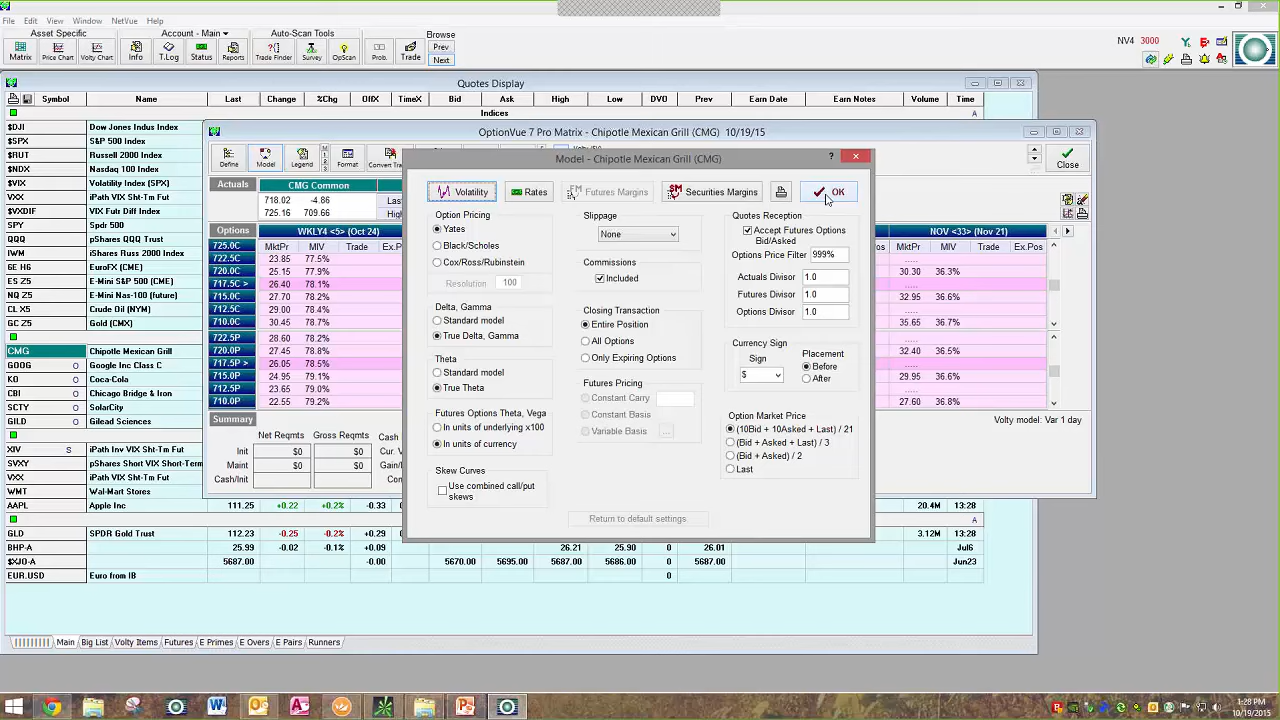 File Edit View Window NetVue Help
Asset Specific Account - Main Auto-Scan Tools Browse
Matrix Price Chart Volty Chart Info T.Log Status Reports Trade Finder Survey OpScan Prob. Trade Prev Next
NV4 3000
Quotes Display
Symbol Name Last Change %Chg OffX TimeX Bid Ask High Low DVO Prev Earn Date Earn Notes Volume Time
Indices A
$DJI Dow Jones Indus Index
$SPX S&P 500 Index
$RUT Russell 2000 Index
$NDX Nasdaq 100 Index
$VIX Volatility Index (SPX)
VXX iPath VIX Sht-Tm Fut
$VXDIF VIX Futr Diff Index
SPY pShares S&P 500 Index
QQQ pShares QQQQ Index
IWM iShares Russ 2000 Index
6E H6 EuroFX (CME)
ES Z5 E-Mini S&P 500 (CME)
NQ Z5 E-Mini Nas-100 (future)
CL X5 Crude Oil (NYM)
GC Z5 Gold (CMX)
CMG Chipotle Mexican Grill
GOOG O Google Inc Class C
KO O Coca-Cola
CBI O Chicago Bridge & Iron
SCTY O SolarCity
GILD O Gilead Sciences
XIV S iPath Inv VIX Sht-Tm Fut
SVXY pShares Short VIX Short-Term
VXX iPath VIX Sht-Tm Fut
WMT Wal-Mart Stores
AAPL Apple Inc 111.25 +0.22 +0.2% -0.33 20.4M 13:28
A
GLD SPDR Gold Trust 112.23 -0.25 -0.2% +0.29 3.12M 13:28
BHP-A 25.99 -0.02 -0.1% +0.09 26.21 25.90 0 26.01 Jul6
$XJO-A 5687.00 -0.00 5670.00 5695.00 5687.00 5686.00 0 5687.00 Jun23
EUR.USD Euro from IB 0
Main Big List Volty Items Futures E Primes E Overs E Pairs Runners
OptionVue 7 Pro Matrix - Chipotle Mexican Grill (CMG) 10/19/15
Define Model Legend Format Convert Tran Close
Actuals CMG Common
718.02 -4.86 Last
725.16 709.66 High
Options WKLY4 <5> (Oct 24) NOV <33> (Nov 21)
MktPr MIV Trade Ex.P MktPr MIV Trade Ex.Pos
725.0C
722.5C 23.85 77.5%
720.0C 25.15 77.9% 30.30 36.3%
717.5C > 26.40 78.1%
715.0C 27.70 78.2% 32.95 36.6%
712.5C 29.00 78.4%
710.0C 30.45 78.7% 35.65 36.7%
722.5P 28.60 78.2%
720.0P 27.45 78.8% 32.40 36.5%
717.5P > 26.05 78.5%
715.0P 24.95 79.1% 29.95 36.6%
712.5P 23.65 79.0%
710.0P 22.55 79.2% 27.60 36.8%
Summary Volty model: Var 1 day
Net Reqmts Gross Reqmts Cash
Init $0 $0 Cur. V
Maint $0 $0 Gain/
Cash/Init
Model - Chipotle Mexican Grill (CMG) ?
Volatility Rates Futures Margins Securities Margins OK
Option Pricing
Yates
Black/Scholes
Cox/Ross/Rubinstein
Resolution 100
Delta, Gamma
Standard model
True Delta, Gamma
Theta
Standard model
True Theta
Futures Options Theta, Vega
In units of underlying x100
In units of currency
Skew Curves
Use combined call/put
skews
Slippage
None
Commissions
Included
Closing Transaction
Entire Position
All Options
Only Expiring Options
Futures Pricing
Constant Carry
Constant Basis
Variable Basis ...
Return to default settings
Quotes Reception
Accept Futures Options
Bid/Asked
Options Price Filter 999%
Actuals Divisor 1.0
Futures Divisor 1.0
Options Divisor 1.0
Currency Sign
Sign Placement
$ Before
After
Option Market Price
(10Bid + 10Asked + Last) / 21
(Bid + Asked + Last) / 3
(Bid + Asked) / 2
Last
1:28 PM
10/19/2015